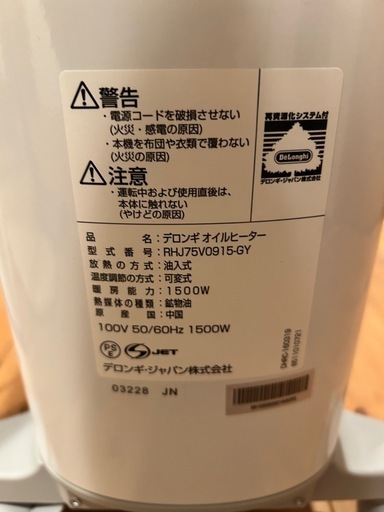 ⚠警告
・電源コードを破損させない
(火災・感電の原因)
・本機を布団や衣類で覆わない
(火災の原因)
⚠注意
・運転中および使用直後は、
本体に触れない
(やけどの原因)
再資源化システム付
DeLonghi
デロンギ・ジャパン株式会社
品名:デロンギ オイルヒーター
型式番号:RHJ75V0915-GY
放熱の方式:油入式
温度調節の方式:可変式
暖房能力:1500W
熱媒体の種類:鉱物油
原産国:中国
100V 50/60Hz 1500W
PSE
S JET
デロンギ・ジャパン株式会社
03228 JN